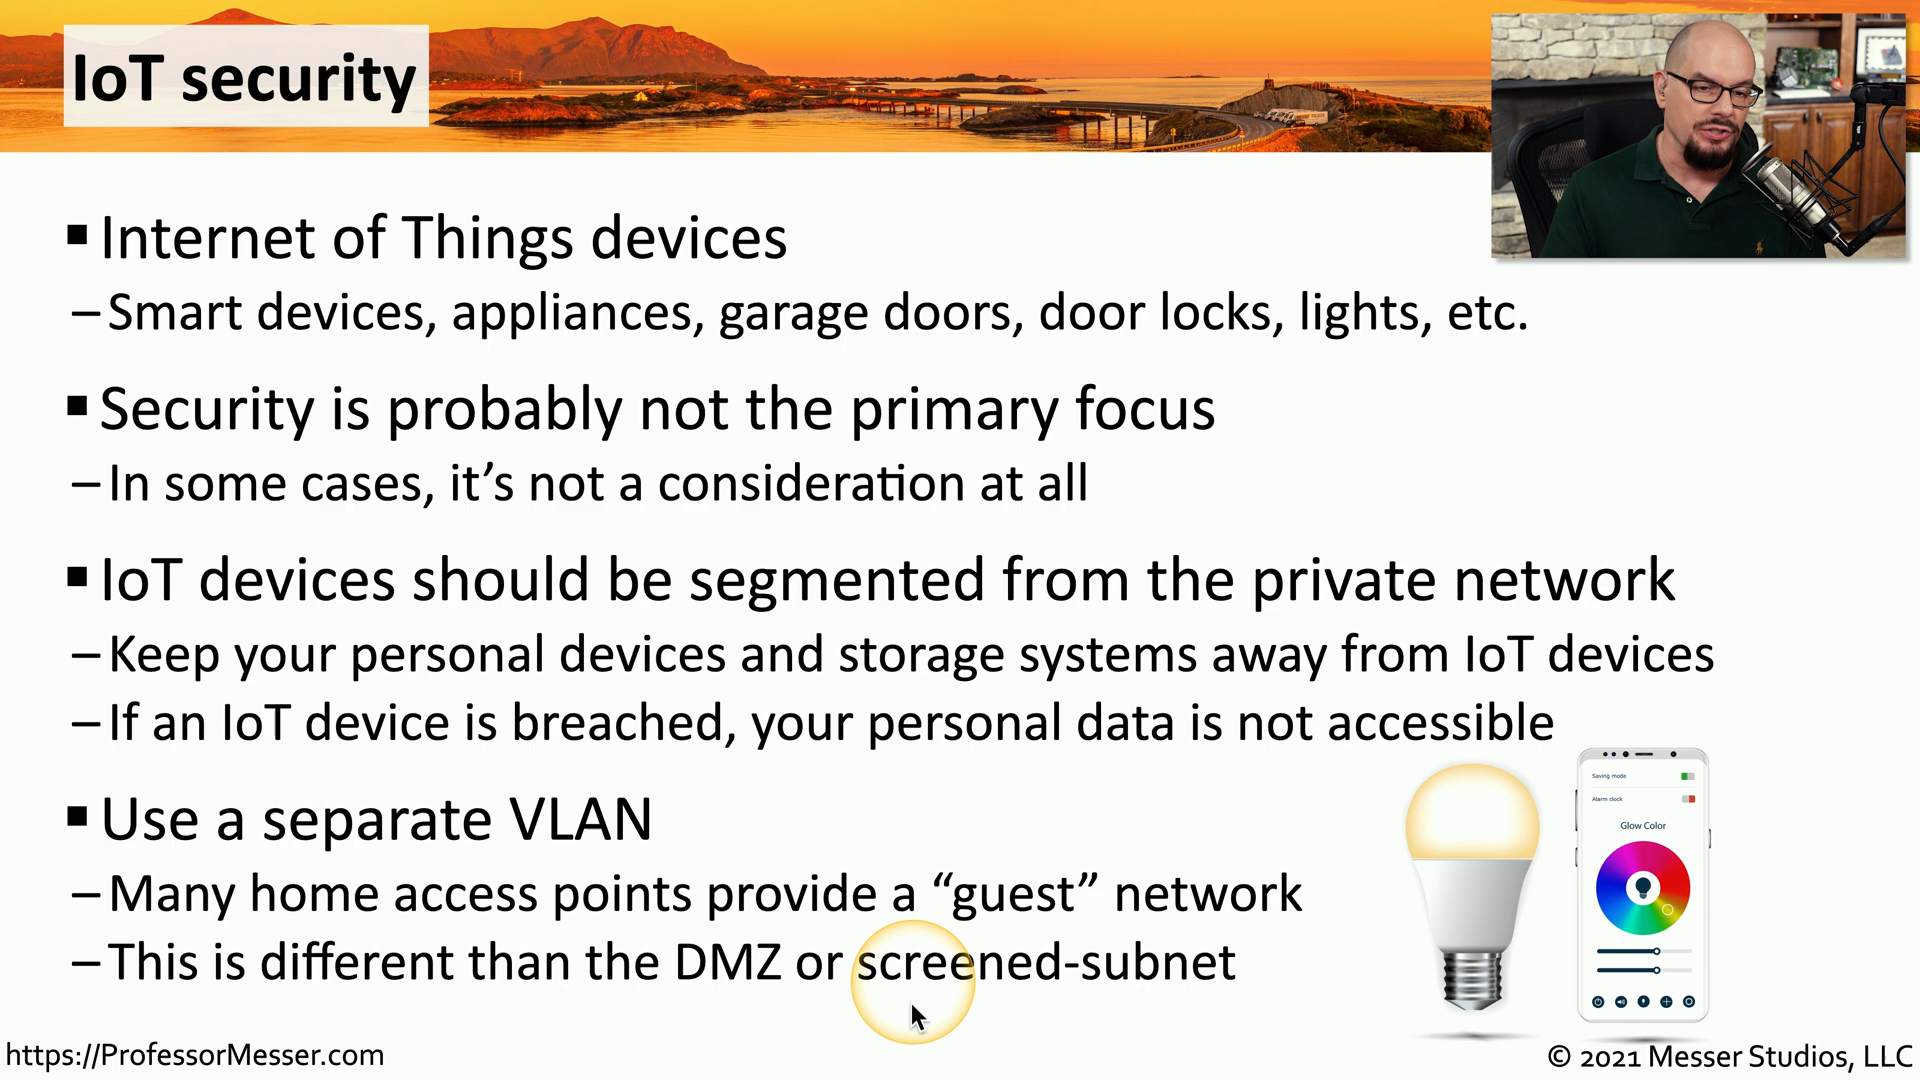 IoT security
▪ Internet of Things devices
– Smart devices, appliances, garage doors, door locks, lights, etc.
▪ Security is probably not the primary focus
– In some cases, it’s not a consideration at all
▪ IoT devices should be segmented from the private network
– Keep your personal devices and storage systems away from IoT devices
– If an IoT device is breached, your personal data is not accessible
▪ Use a separate VLAN
– Many home access points provide a “guest” network
– This is different than the DMZ or screened-subnet
Saving mode
Alarm clock
Glow Color
https://ProfessorMesser.com
© 2021 Messer Studios, LLC